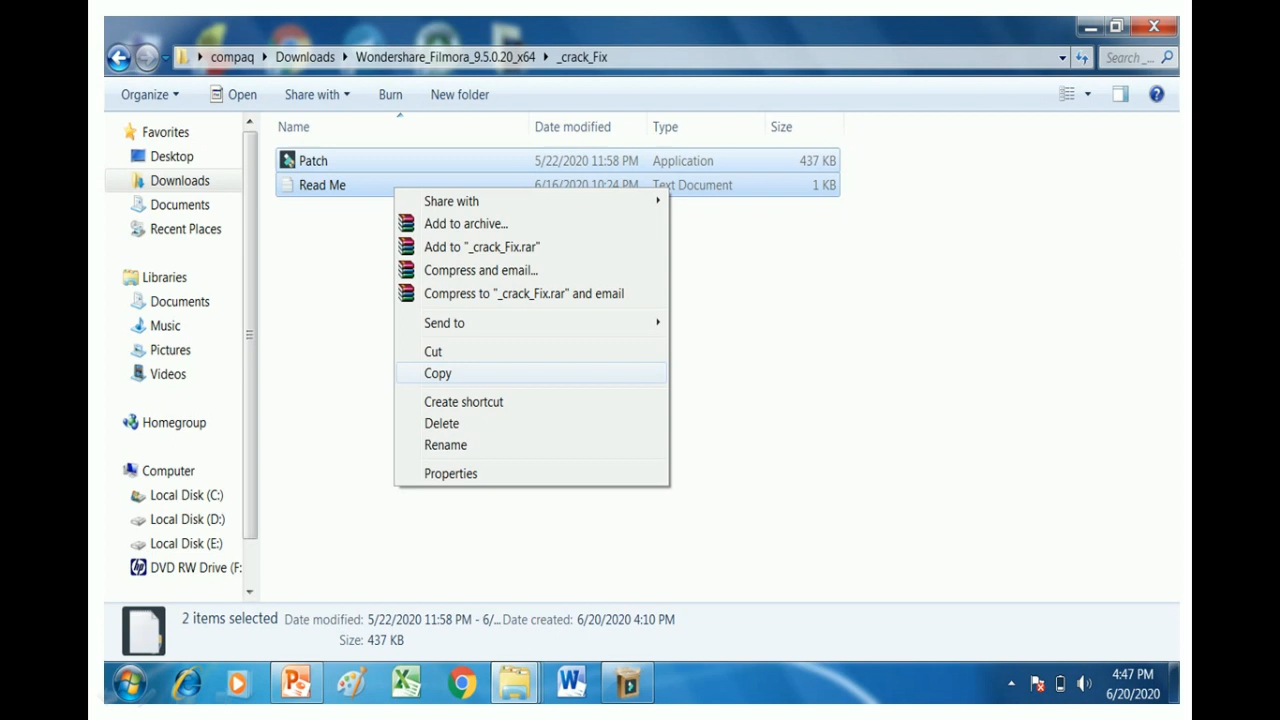 compaq ▸ Downloads ▸ Wondershare_Filmora_9.5.0.20_x64 ▸ _crack_Fix
Search _...
Organize Open Share with Burn New folder
Name Date modified Type Size
Patch 5/22/2020 11:58 PM Application 437 KB
Read Me 6/16/2020 10:24 PM Text Document 1 KB
Favorites
Desktop
Downloads
Documents
Recent Places
Libraries
Documents
Music
Pictures
Videos
Homegroup
Computer
Local Disk (C:)
Local Disk (D:)
Local Disk (E:)
DVD RW Drive (F:
Share with
Add to archive...
Add to "_crack_Fix.rar"
Compress and email...
Compress to "_crack_Fix.rar" and email
Send to
Cut
Copy
Create shortcut
Delete
Rename
Properties
2 items selected Date modified: 5/22/2020 11:58 PM - 6/... Date created: 6/20/2020 4:10 PM
Size: 437 KB
4:47 PM
6/20/2020